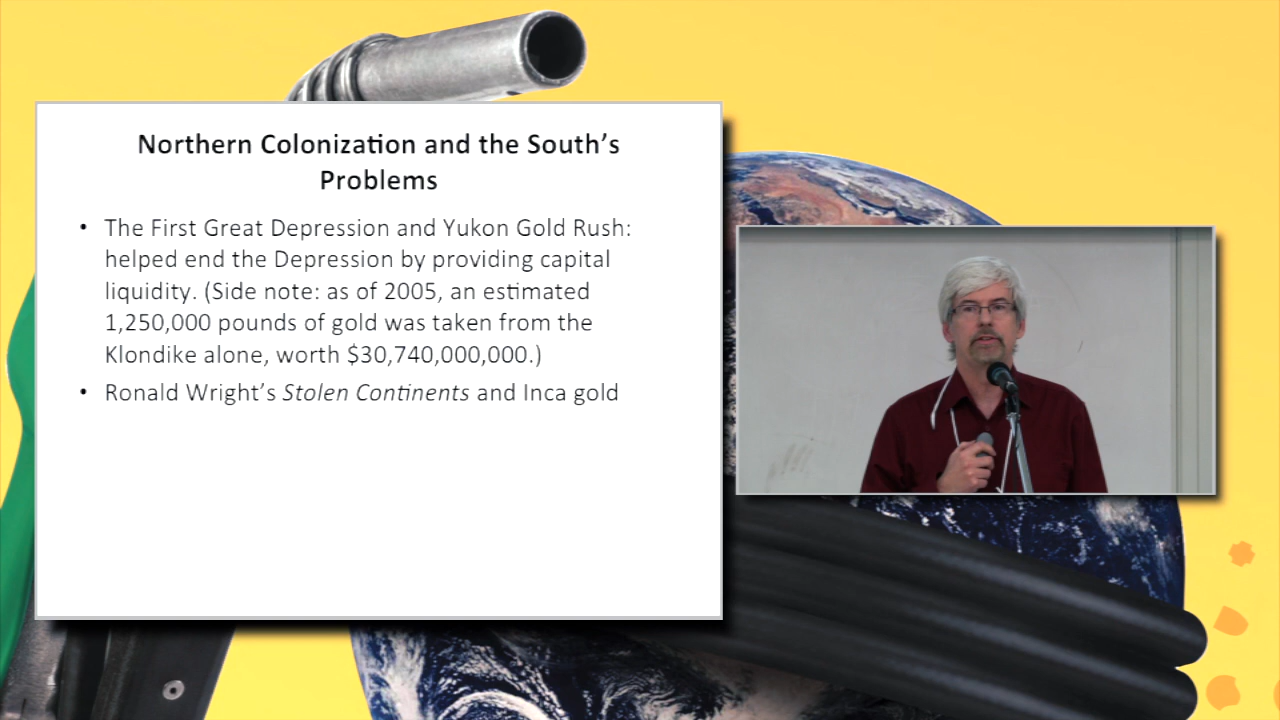 Northern Colonization and the South’s
Problems
• The First Great Depression and Yukon Gold Rush:
helped end the Depression by providing capital
liquidity. (Side note: as of 2005, an estimated
1,250,000 pounds of gold was taken from the
Klondike alone, worth $30,740,000,000.)
• Ronald Wright’s Stolen Continents and Inca gold